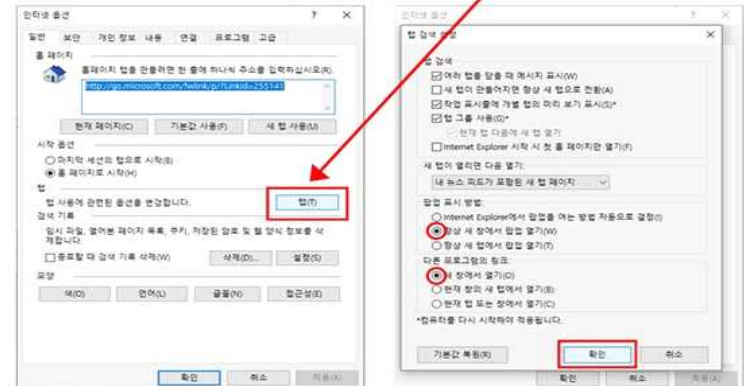 인터넷 옵션
일반 보안 개인 정보 내용 연결 프로그램 고급
홈 페이지
홈페이지 탭을 만들려면 한 줄에 하나씩 주소를 입력하십시오(R).
http://go.microsoft.com/fwlink/p/?LinkId=255141
현재 페이지(C) 기본값 사용(F) 새 탭 사용(U)
시작 옵션
마지막 세션의 탭으로 시작(B)
홈 페이지로 시작(H)
탭
탭 사용에 관련된 옵션을 변경합니다.
탭(T)
검색 기록
임시 파일, 열어본 페이지 목록, 쿠키, 저장된 암호 및 웹 양식 정보를 삭
제합니다.
종료할 때 검색 기록 삭제(W) 삭제(D)... 설정(S)
모양
색(O) 언어(L) 글꼴(N) 접근성(E)
확인 취소 적용(A)
인터넷 옵션
탭 검색 설정
탭 검색
여러 탭을 닫을 때 메시지 표시(W)
새 탭이 만들어지면 항상 새 탭으로 전환(A)
작업 표시줄에 개별 탭의 미리 보기 표시(S)*
탭 그룹 사용(G)*
현재 탭 다음에 새 탭 열기
Internet Explorer 시작 시 첫 홈 페이지만 열기(F)
새 탭이 열리면 다음 열기:
내 뉴스 피드가 포함된 새 탭 페이지
팝업 표시 방법:
Internet Explorer에서 팝업을 여는 방법 자동으로 결정(I)
항상 새 창에서 팝업 열기(W)
항상 새 탭에서 팝업 열기(T)
다른 프로그램의 링크:
새 창에서 열기(O)
현재 창의 새 탭에서 열기(B)
현재 탭 또는 창에서 열기(C)
*컴퓨터를 다시 시작해야 적용됩니다.
기본값 복원(R) 확인 취소
확인 취소 적용(A)